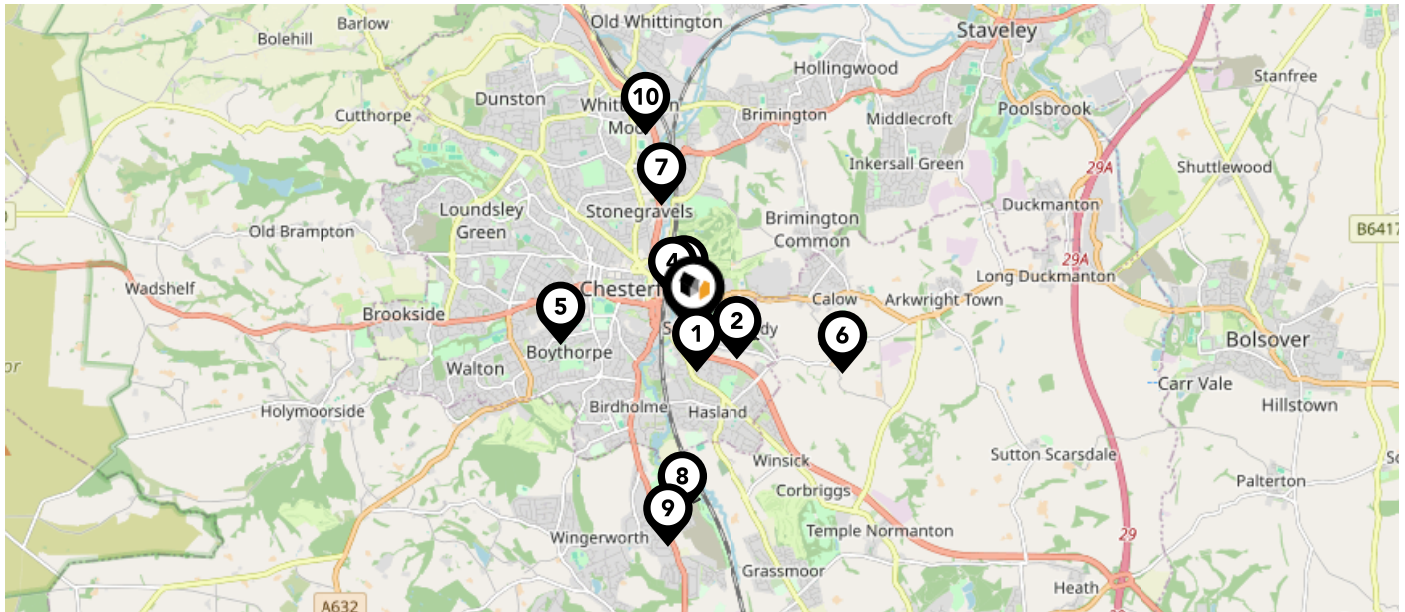 Barlow
Old Whittington
Staveley
Bolehill
Hollingwood
Stanfree
Dunston
10
Cutthorpe
Brimington
Middlecroft
Poolsbrook
7
Inkersall Green
29A
Shuttlewood
Loundsley
Green
Stonegravels
Brimington
Common
Duckmanton
Old Brampton
B6417
4
29A
Wadshelf
Long Duckmanton
Calow
Arkwright Town
5
Brookside
1
2
6
Bolsover
Boythorpe
Walton
Carr Vale
Holymoorside
Birdholme
Hasland
Hillstown
Winsick
Sutton Scarsdale
8
Corbriggs
Palterton
9
Wingerworth
Temple Normanton
29
Grassmoor
Heath
A632